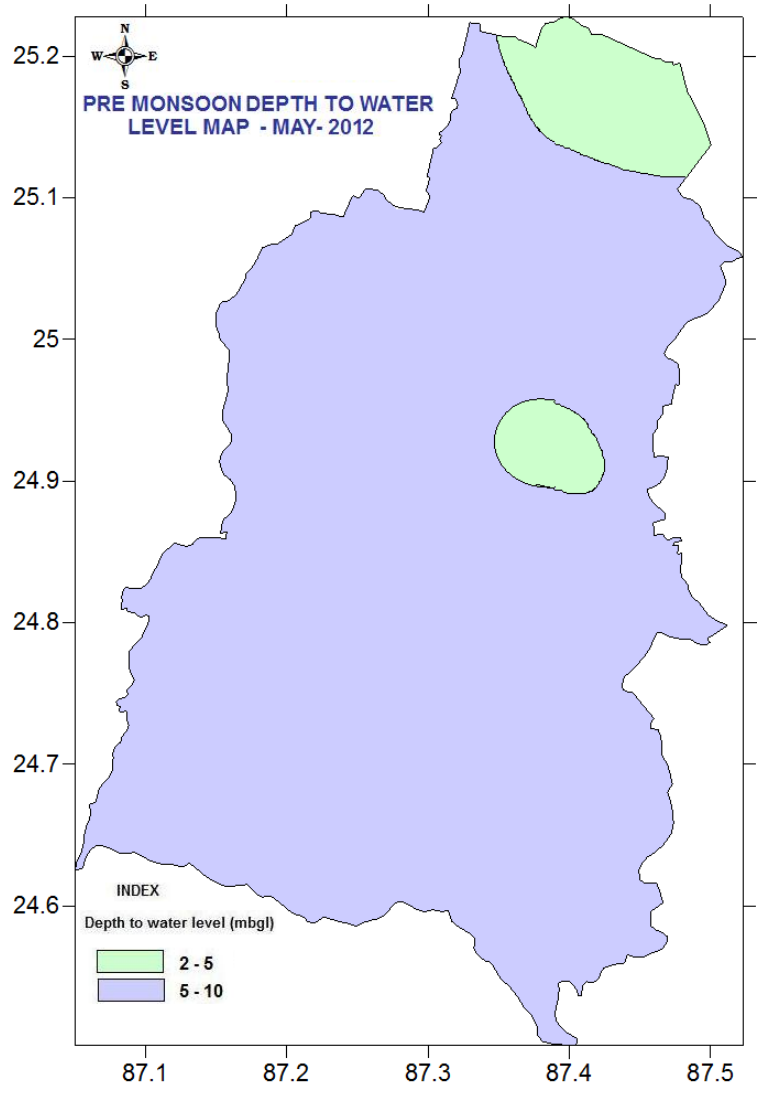 25.2
25.1
25
24.9
24.8
24.7
24.6
N
W E
S
PRE MONSOON DEPTH TO WATER
LEVEL MAP - MAY- 2012
INDEX
Depth to water level (mbgl)
2 - 5
5 - 10
87.1 87.2 87.3 87.4 87.5